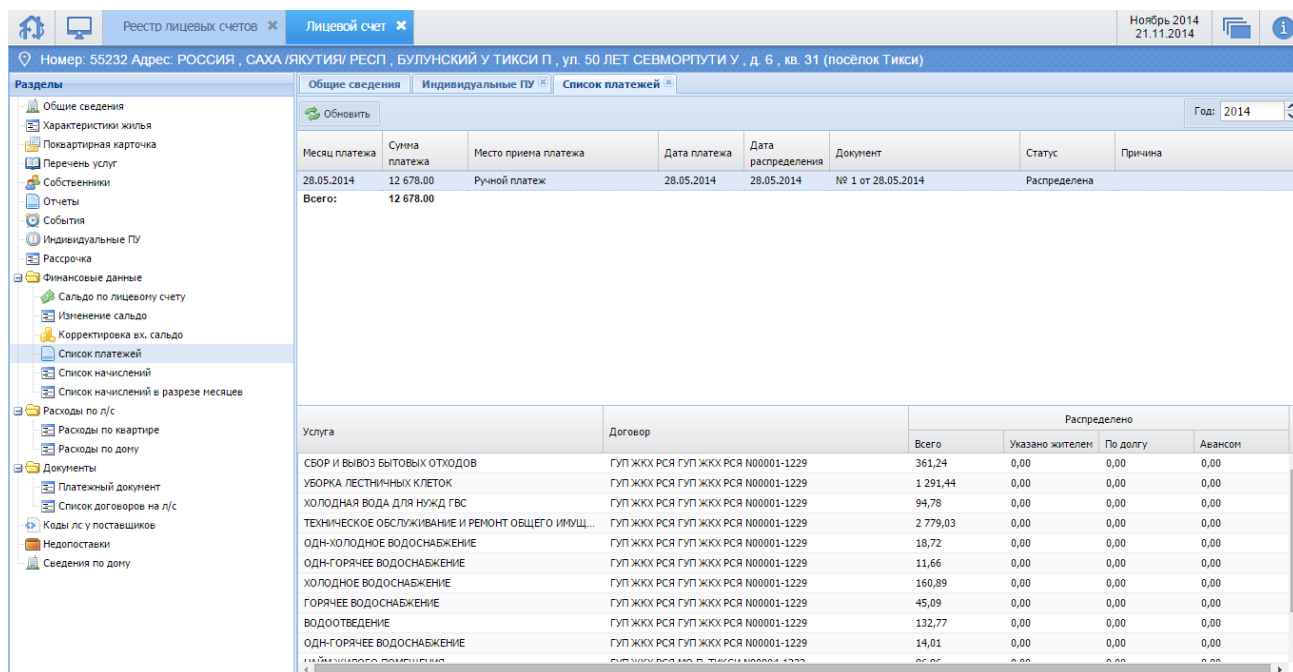 Реестр лицевых счетов
Лицевой счет
Ноябрь 2014
21.11.2014
Номер: 55232 Адрес: РОССИЯ , САХА /ЯКУТИЯ/ РЕСП , БУЛУНСКИЙ У ТИКСИ П , ул. 50 ЛЕТ СЕВМОРПУТИ У , д. 6 , кв. 31 (посёлок Тикси)
Разделы
Общие сведения
Характеристики жилья
Поквартирная карточка
Перечень услуг
Собственники
Отчеты
События
Индивидуальные ПУ
Рассрочка
Финансовые данные
Сальдо по лицевому счету
Изменение сальдо
Корректировка вх. сальдо
Список платежей
Список начислений
Список начислений в разрезе месяцев
Расходы по л/с
Расходы по квартире
Расходы по дому
Документы
Платежный документ
Список договоров на л/с
Коды лс у поставщиков
Недопоставки
Сведения по дому
Общие сведения Индивидуальные ПУ Список платежей
Обновить Год: 2014
Месяц платежа Сумма платежа Место приема платежа Дата платежа Дата распределения Документ Статус Причина
28.05.2014 12 678.00 Ручной платеж 28.05.2014 28.05.2014 № 1 от 28.05.2014 Распределена
Всего: 12 678.00
Услуга Договор Распределено
Всего Указано жителем По долгу Авансом
СБОР И ВЫВОЗ БЫТОВЫХ ОТХОДОВ ГУП ЖКХ РСЯ ГУП ЖКХ РСЯ N00001-1229 361,24 0,00 0,00 0,00
УБОРКА ЛЕСТНИЧНЫХ КЛЕТОК ГУП ЖКХ РСЯ ГУП ЖКХ РСЯ N00001-1229 1 291,44 0,00 0,00 0,00
ХОЛОДНАЯ ВОДА ДЛЯ НУЖД ГВС ГУП ЖКХ РСЯ ГУП ЖКХ РСЯ N00001-1229 94,78 0,00 0,00 0,00
ТЕХНИЧЕСКОЕ ОБСЛУЖИВАНИЕ И РЕМОНТ ОБЩЕГО ИМУЩ... ГУП ЖКХ РСЯ ГУП ЖКХ РСЯ N00001-1229 2 779,03 0,00 0,00 0,00
ОДН-ХОЛОДНОЕ ВОДОСНАБЖЕНИЕ ГУП ЖКХ РСЯ ГУП ЖКХ РСЯ N00001-1229 18,72 0,00 0,00 0,00
ОДН-ГОРЯЧЕЕ ВОДОСНАБЖЕНИЕ ГУП ЖКХ РСЯ ГУП ЖКХ РСЯ N00001-1229 11,66 0,00 0,00 0,00
ХОЛОДНОЕ ВОДОСНАБЖЕНИЕ ГУП ЖКХ РСЯ ГУП ЖКХ РСЯ N00001-1229 160,89 0,00 0,00 0,00
ГОРЯЧЕЕ ВОДОСНАБЖЕНИЕ ГУП ЖКХ РСЯ ГУП ЖКХ РСЯ N00001-1229 45,09 0,00 0,00 0,00
ВОДООТВЕДЕНИЕ ГУП ЖКХ РСЯ ГУП ЖКХ РСЯ N00001-1229 132,77 0,00 0,00 0,00
ОДН-ГОРЯЧЕЕ ВОДОСНАБЖЕНИЕ ГУП ЖКХ РСЯ ГУП ЖКХ РСЯ N00001-1229 14,01 0,00 0,00 0,00